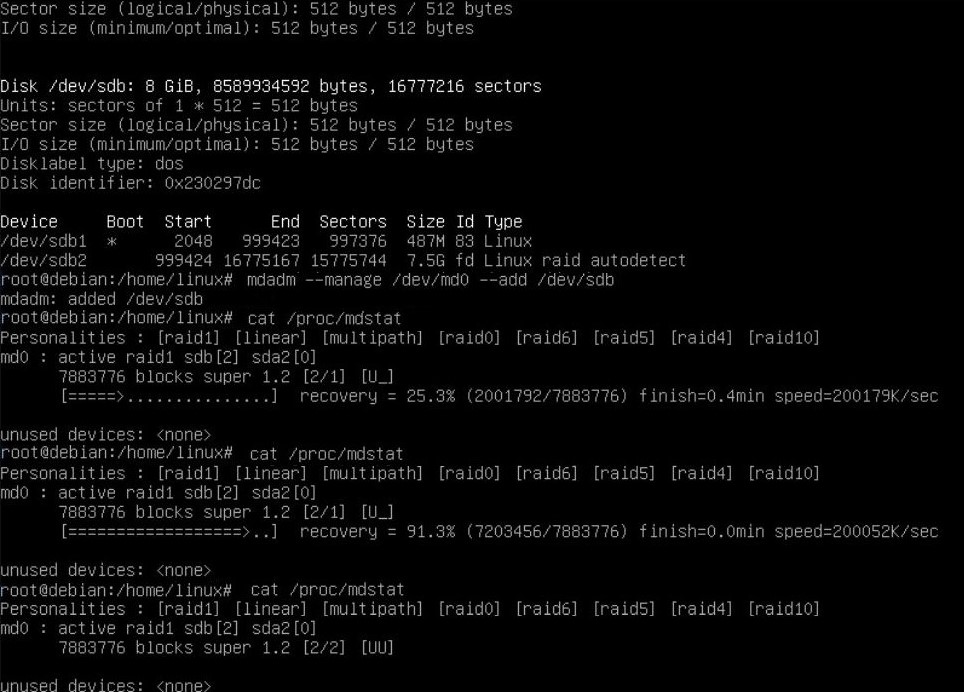 Sector size (logical/physical): 512 bytes / 512 bytes
I/O size (minimum/optimal): 512 bytes / 512 bytes
Disk /dev/sdb: 8 GiB, 8589934592 bytes, 16777216 sectors
Units: sectors of 1 * 512 = 512 bytes
Sector size (logical/physical): 512 bytes / 512 bytes
I/O size (minimum/optimal): 512 bytes / 512 bytes
Disklabel type: dos
Disk identifier: 0x230297dc
Device     Boot  Start      End  Sectors  Size Id Type
/dev/sdb1  *      2048   999423   997376  487M 83 Linux
/dev/sdb2       999424 16775167 15775744  7.5G fd Linux raid autodetect
root@debian:/home/linux# mdadm --manage /dev/md0 --add /dev/sdb
mdadm: added /dev/sdb
root@debian:/home/linux# cat /proc/mdstat
Personalities : [raid1] [linear] [multipath] [raid0] [raid6] [raid5] [raid4] [raid10]
md0 : active raid1 sdb[2] sda2[0]
      7883776 blocks super 1.2 [2/1] [U_]
      [=====>...............]  recovery = 25.3% (2001792/7883776) finish=0.4min speed=200179K/sec
unused devices: <none>
root@debian:/home/linux# cat /proc/mdstat
Personalities : [raid1] [linear] [multipath] [raid0] [raid6] [raid5] [raid4] [raid10]
md0 : active raid1 sdb[2] sda2[0]
      7883776 blocks super 1.2 [2/1] [U_]
      [==================>..]  recovery = 91.3% (7203456/7883776) finish=0.0min speed=200052K/sec
unused devices: <none>
root@debian:/home/linux# cat /proc/mdstat
Personalities : [raid1] [linear] [multipath] [raid0] [raid6] [raid5] [raid4] [raid10]
md0 : active raid1 sdb[2] sda2[0]
      7883776 blocks super 1.2 [2/2] [UU]
unused devices: <none>